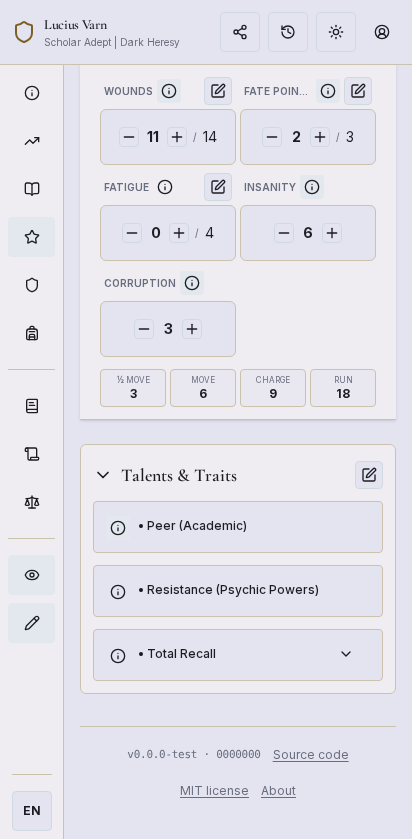 Lucius Varn
Scholar Adept | Dark Heresy
WOUNDS
FATE POIN...
11 / 14
2 / 3
FATIGUE
INSANITY
0 / 4
6
CORRUPTION
3
½ MOVE
3
MOVE
6
CHARGE
9
RUN
18
Talents & Traits
• Peer (Academic)
• Resistance (Psychic Powers)
• Total Recall
v0.0.0-test · 0000000 Source code
MIT license About
EN